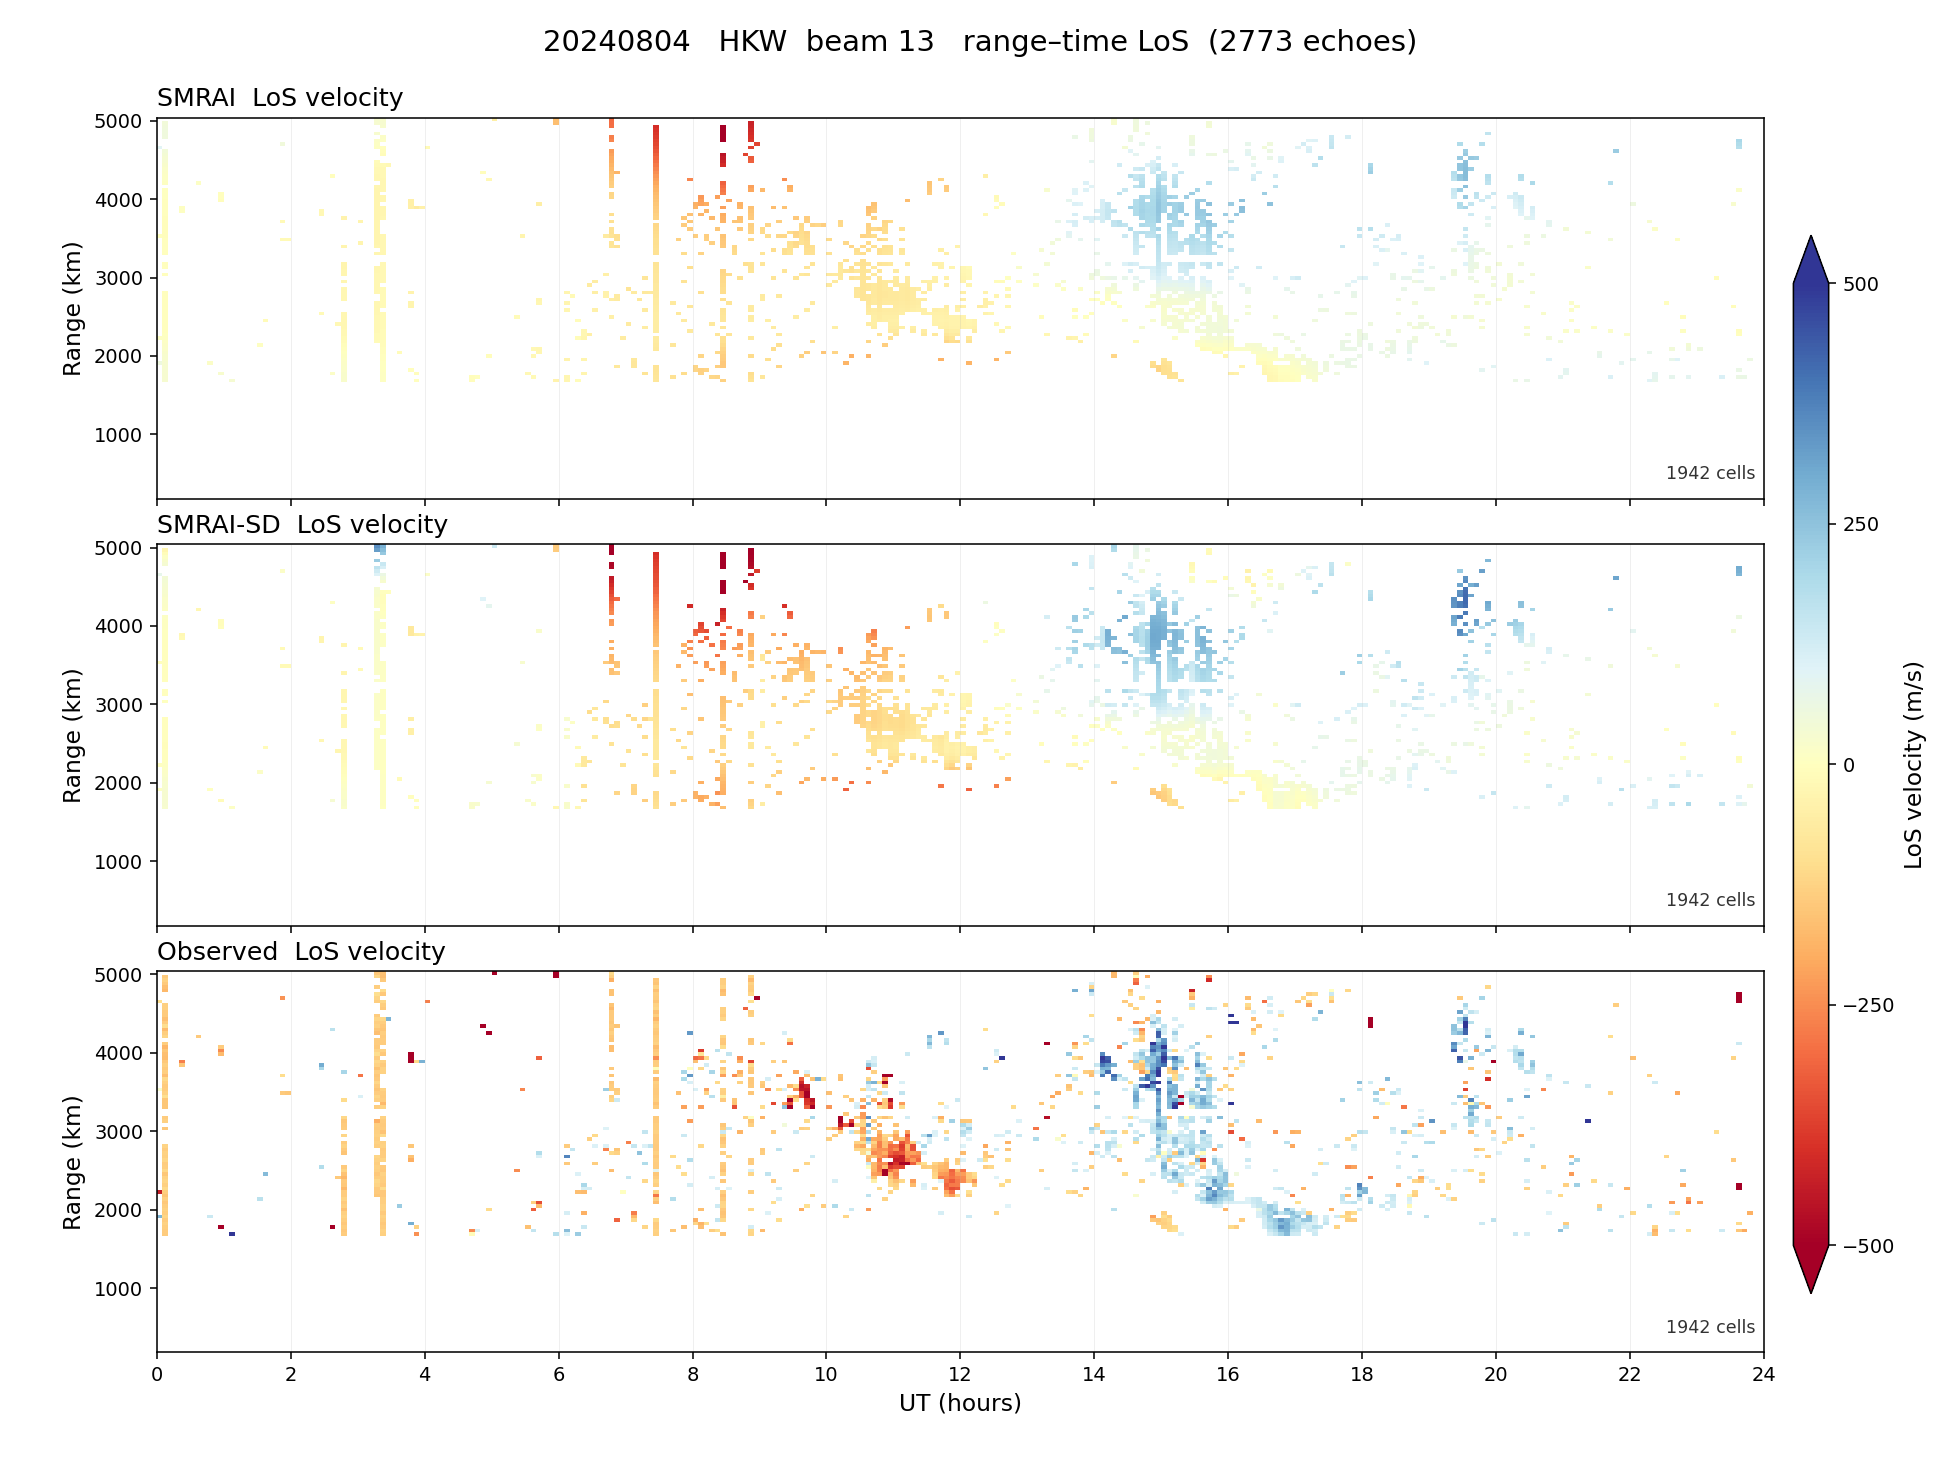 20240804   HKW  beam 13   range–time LoS  (2773 echoes)
SMRAI  LoS velocity
5000
4000
3000
2000
1000
Range (km)
1942 cells
SMRAI-SD  LoS velocity
5000
4000
3000
2000
1000
Range (km)
1942 cells
Observed  LoS velocity
5000
4000
3000
2000
1000
Range (km)
1942 cells
0 2 4 6 8 10 12 14 16 18 20 22 24
UT (hours)
500
250
0
−250
−500
LoS velocity (m/s)